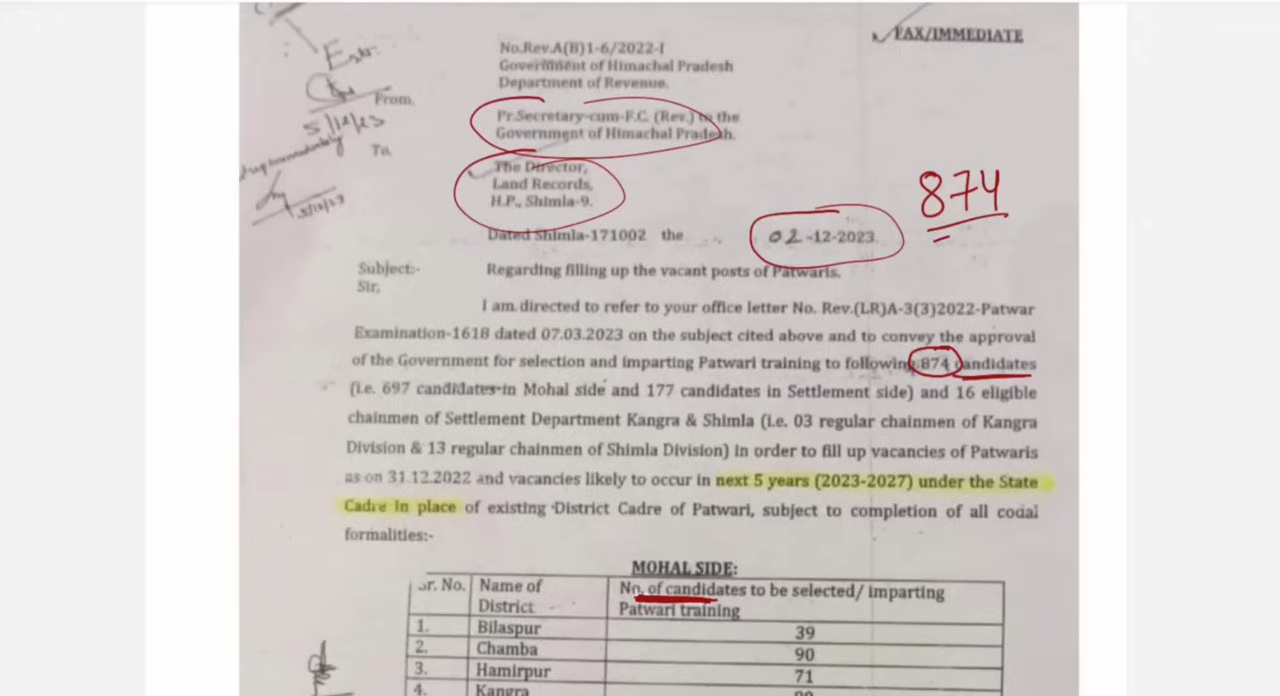 FAX/IMMEDIATE
No.Rev.A(B)1-6/2022-I
Government of Himachal Pradesh
Department of Revenue.
From,
Pr.Secretary-cum-F.C. (Rev.) to the
Government of Himachal Pradesh.
5/12/23
To
The Director,
Land Records,
H.P., Shimla-9.
5/12/23
874
Dated Shimla-171002 the 02-12-2023.
Subject:- Regarding filling up the vacant posts of Patwaris.
Sir,
I am directed to refer to your office letter No. Rev.(LR)A-3(3)2022-Patwar
Examination-1618 dated 07.03.2023 on the subject cited above and to convey the approval
of the Government for selection and imparting Patwari training to following 874 candidates
(i.e. 697 candidates in Mohal side and 177 candidates in Settlement side) and 16 eligible
chainmen of Settlement Department Kangra & Shimla (i.e. 03 regular chainmen of Kangra
Division & 13 regular chainmen of Shimla Division) in order to fill up vacancies of Patwaris
as on 31.12.2022 and vacancies likely to occur in next 5 years (2023-2027) under the State
Cadre in place of existing District Cadre of Patwari, subject to completion of all codal
formalities:-
MOHAL SIDE:
Sr. No. Name of District No. of candidates to be selected/ imparting Patwari training
1. Bilaspur 39
2. Chamba 90
3. Hamirpur 71
4. Kangra